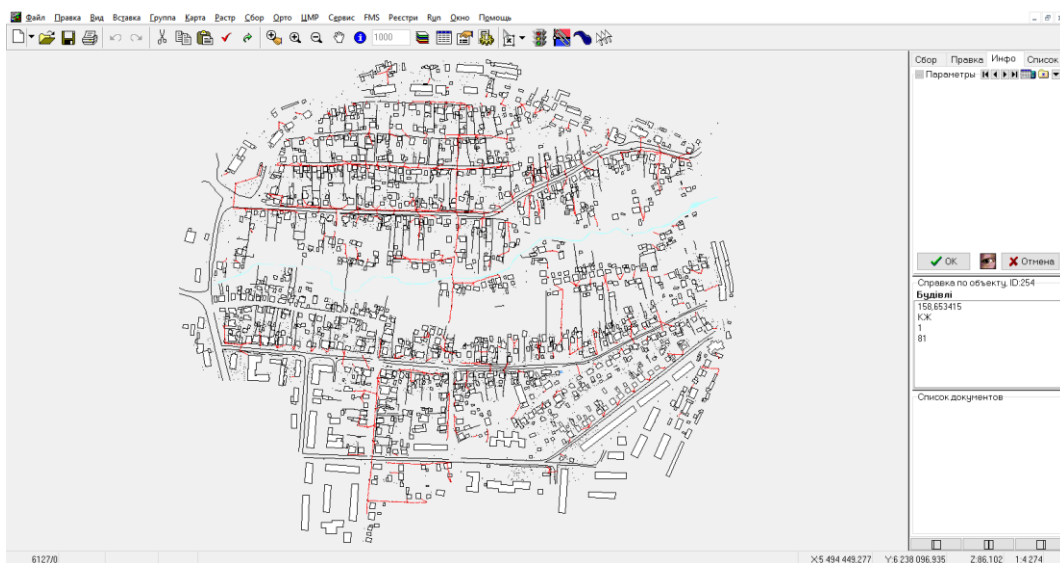 Файл Правка Вид Вставка Группа Карта Растр Сбор Орто ЦМР Сервис FMS Реестри Run Окно Помощь
1000
Сбор Правка Инфо Список
Параметры
OK Отмена
Справка по объекту, ID:254
Будівлі
158,653415
КЖ
1
81
Список документов
6127/0 X:5 494 449,277 Y:6 238 096,935 Z:86,102 1:4 274